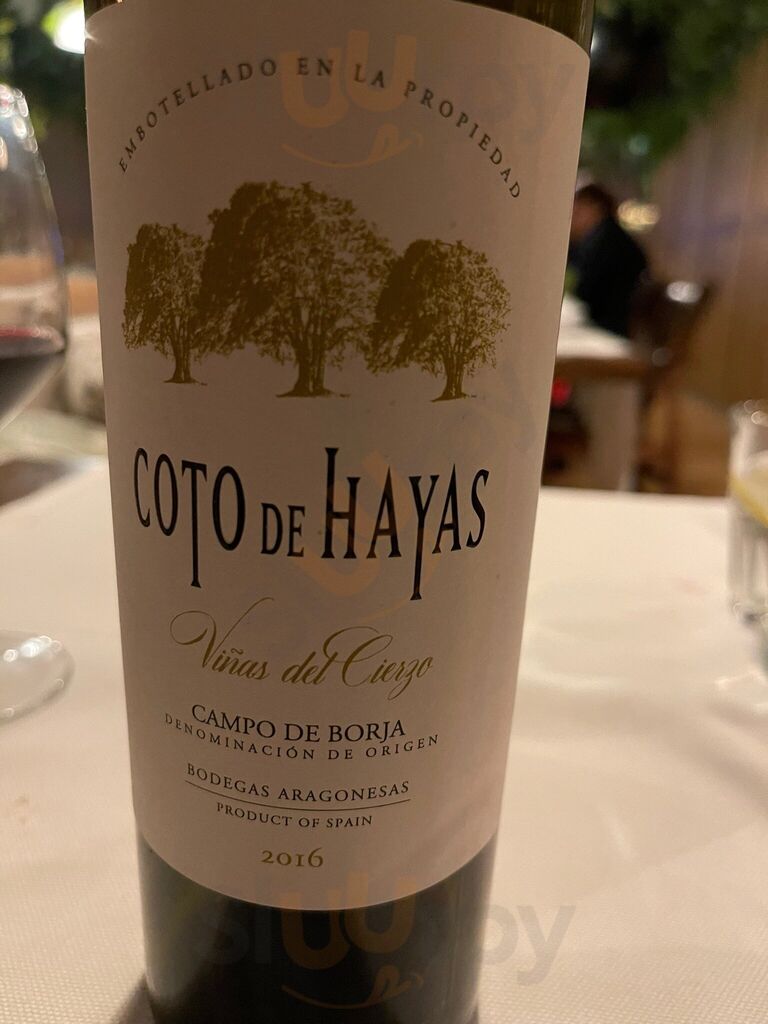 EMBOTELLADO EN LA PROPIEDAD
COTO DE HAYAS
Viñas del Cierzo
CAMPO DE BORJA
DENOMINACIÓN DE ORIGEN
BODEGAS ARAGONESAS
PRODUCT OF SPAIN
2016
sluurpy